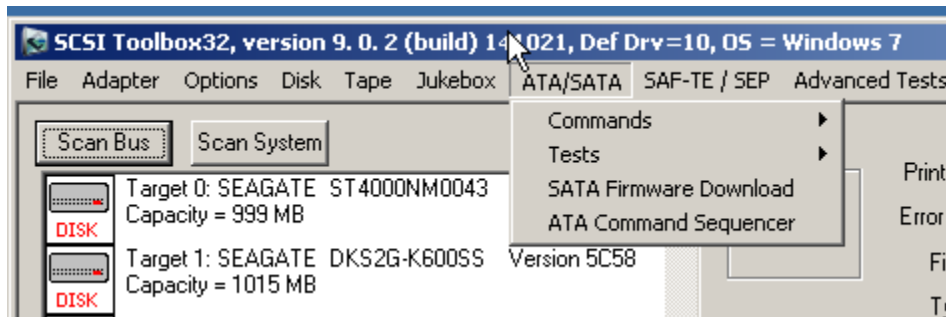 SCSI Toolbox32, version 9. 0. 2 (build) 141021, Def Drv=10, OS = Windows 7
File Adapter Options Disk Tape Jukebox ATA/SATA SAF-TE / SEP Advanced Tests
Scan Bus Scan System
Commands
Tests
SATA Firmware Download
ATA Command Sequencer
Target 0: SEAGATE ST4000NM0043
Capacity = 999 MB
DISK
Target 1: SEAGATE DKS2G-K600SS Version 5C58
Capacity = 1015 MB
DISK
Print
Error
Fi